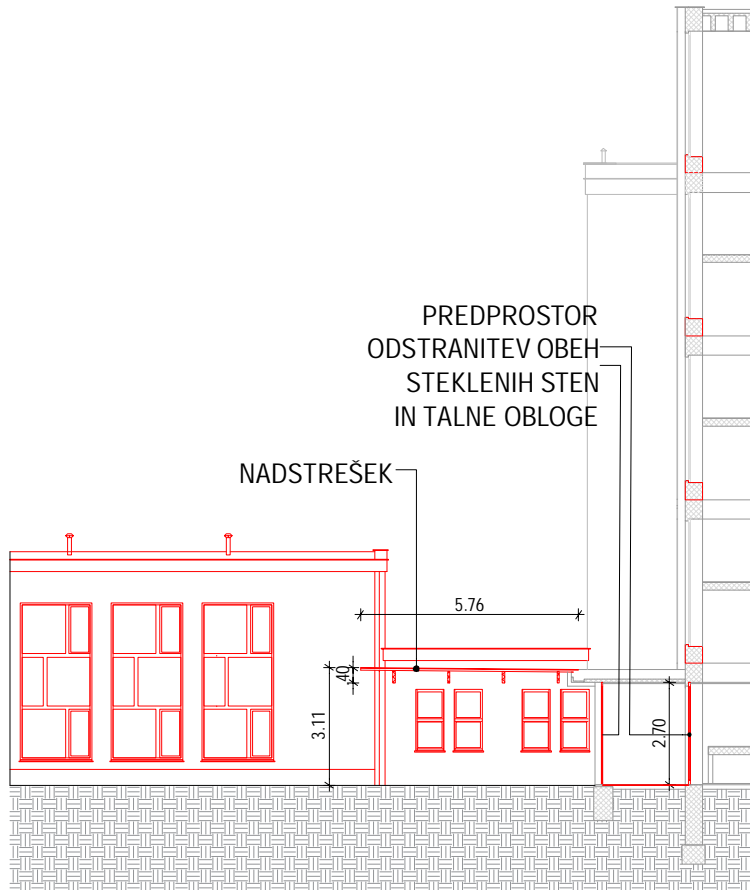 PREDPROSTOR
ODSTRANITEV OBEH
STEKLENIH STEN
IN TALNE OBLOGE
NADSTREŠEK
5.76
40
3.11
2.70